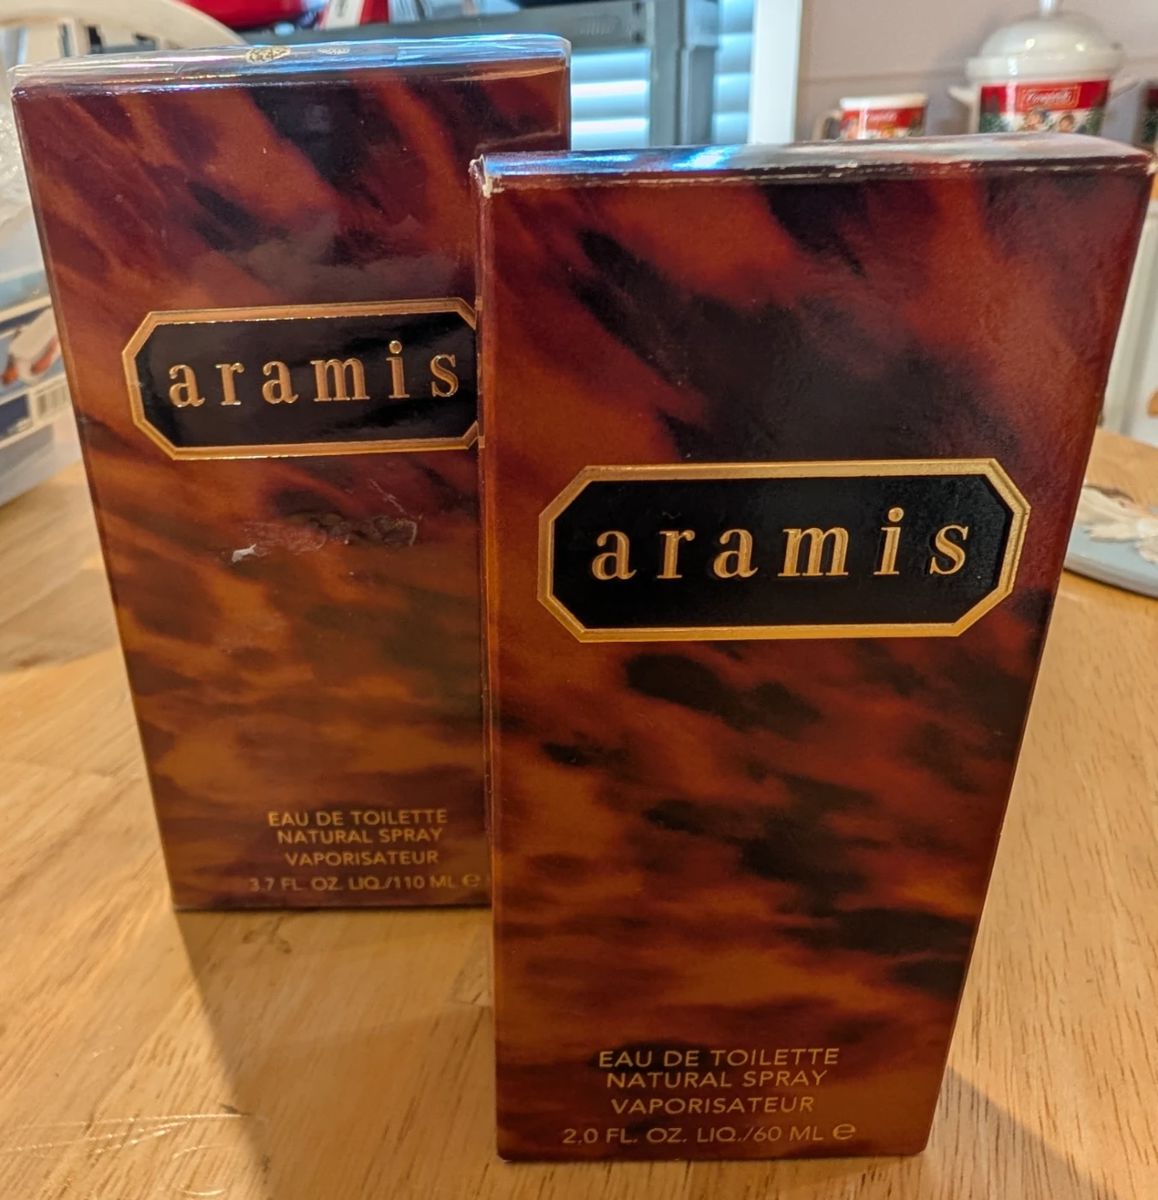 aramis
EAU DE TOILETTE
NATURAL SPRAY
VAPORISATEUR
3.7 FL. OZ. LIQ./110 ML ℮
aramis
EAU DE TOILETTE
NATURAL SPRAY
VAPORISATEUR
2.0 FL. OZ. LIQ./60 ML ℮